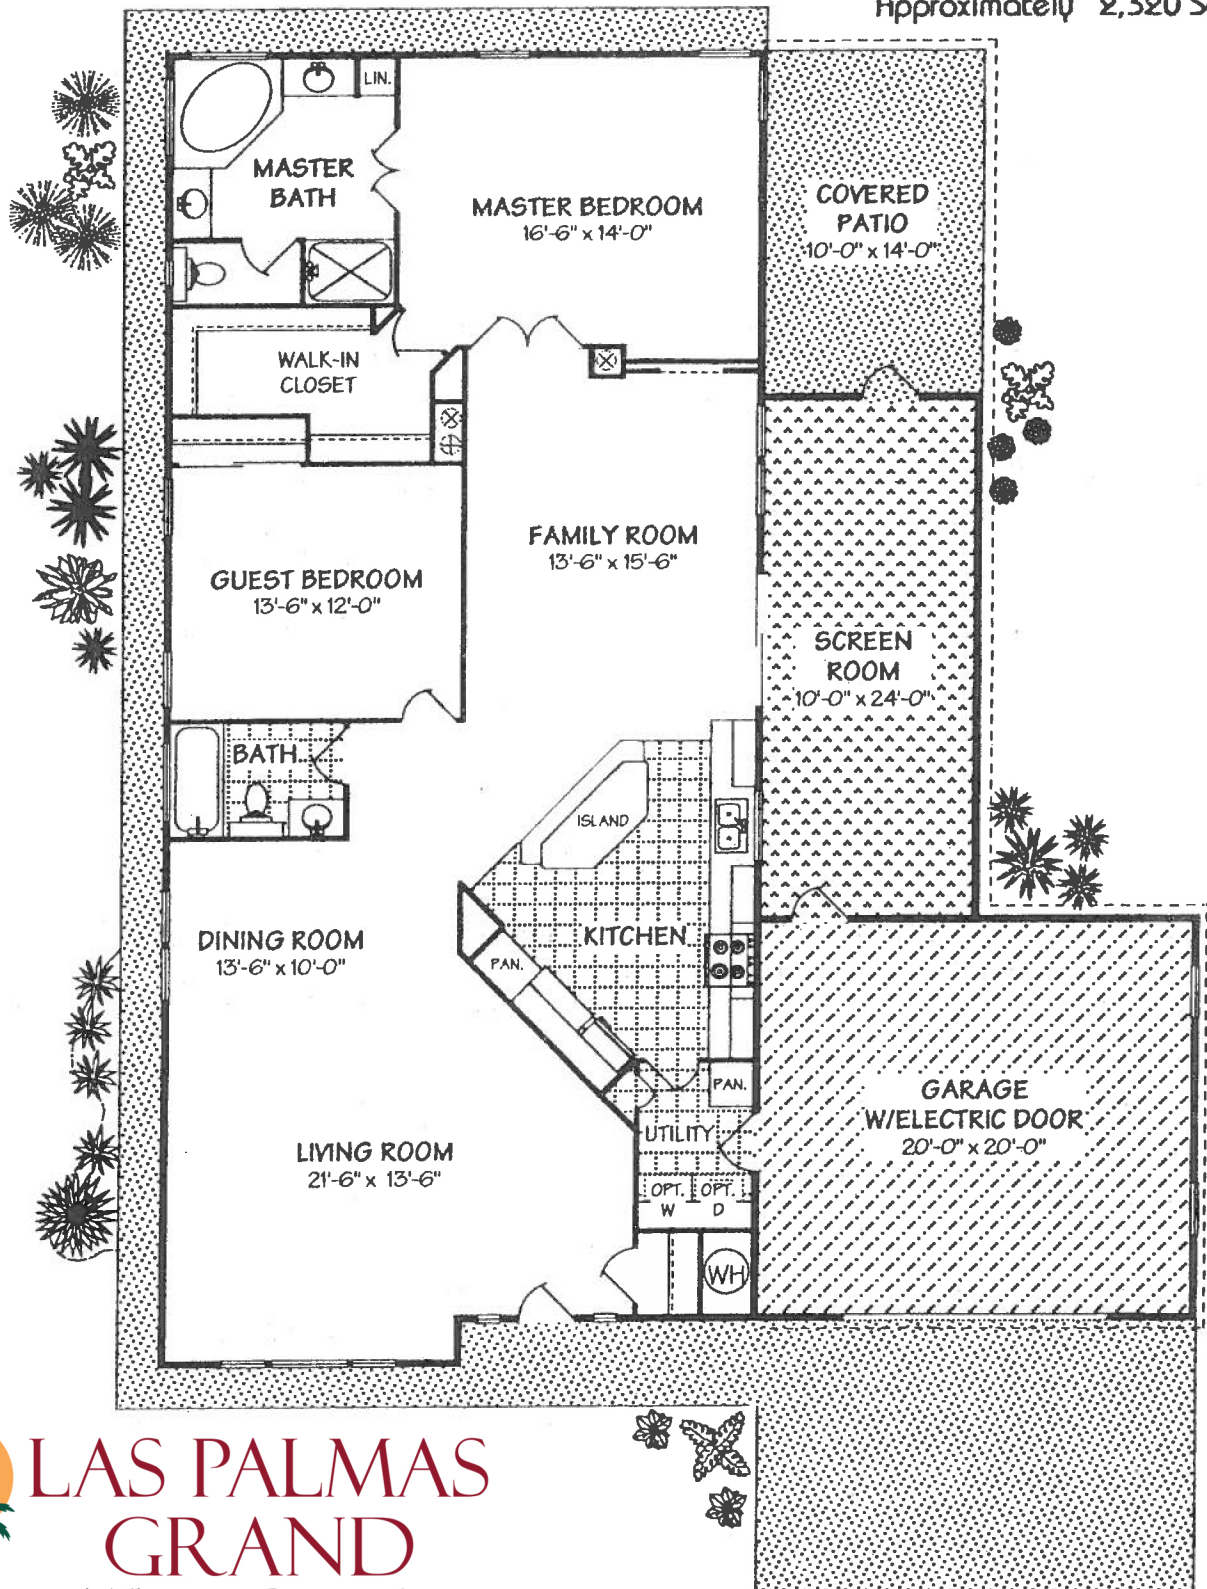 Approximately 2,320 S
LIN.
MASTER
BATH
MASTER BEDROOM
16'-6" x 14'-0"
COVERED
PATIO
10'-0" x 14'-0"
WALK-IN
CLOSET
FAMILY ROOM
13'-6" x 15'-6"
GUEST BEDROOM
13'-6" x 12'-0"
SCREEN
ROOM
10'-0" x 24'-0"
BATH
ISLAND
KITCHEN
DINING ROOM
13'-6" x 10'-0"
PAN.
PAN.
GARAGE
W/ELECTRIC DOOR
20'-0" x 20'-0"
UTILITY
LIVING ROOM
21'-6" x 13'-6"
OPT. OPT.
W D
WH
LAS PALMAS
GRAND